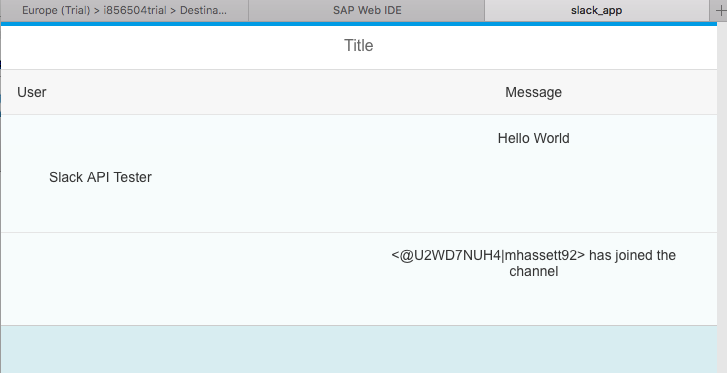 Europe (Trial) > i856504trial > Destina...
SAP Web IDE
slack_app
Title
User
Message
Hello World
Slack API Tester
<@U2WD7NUH4|mhassett92> has joined the
channel